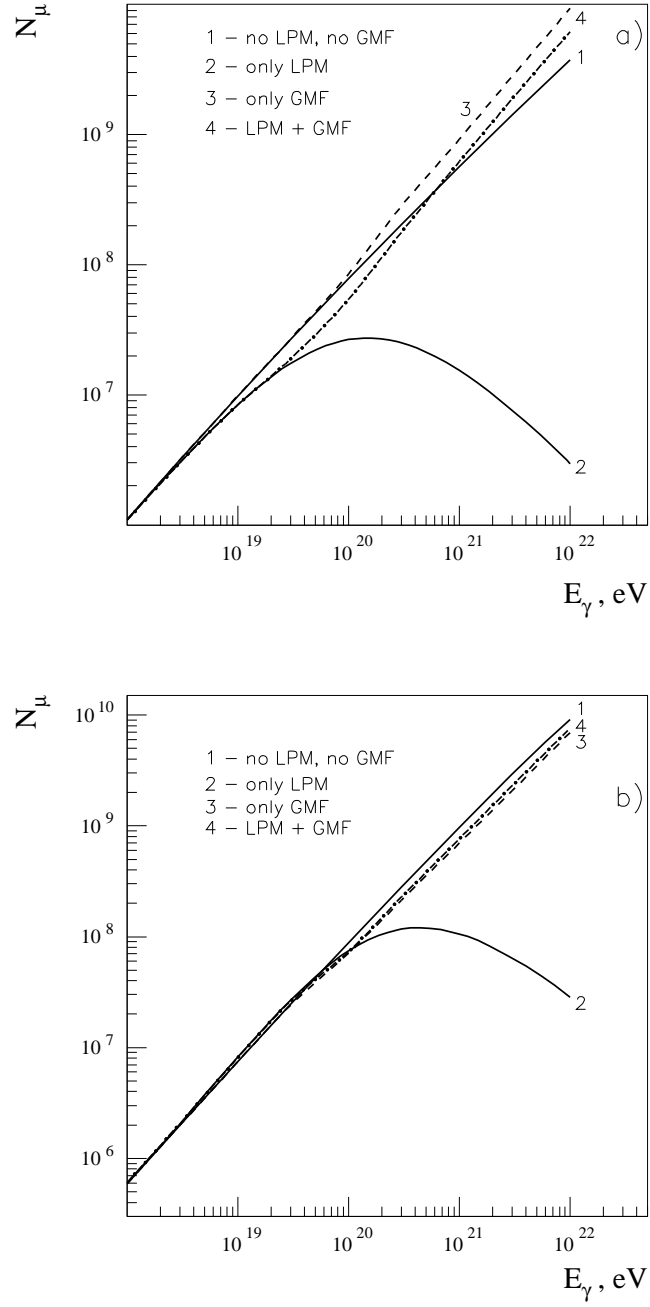 N_μ
a)
1 – no LPM, no GMF
2 – only LPM
3 – only GMF
4 – LPM + GMF
4
1
3
2
10^9
10^8
10^7
10^19 10^20 10^21 10^22
E_γ , eV
N_μ
10^10
b)
1 – no LPM, no GMF
2 – only LPM
3 – only GMF
4 – LPM + GMF
1
4
3
2
10^9
10^8
10^7
10^6
10^19 10^20 10^21 10^22
E_γ , eV